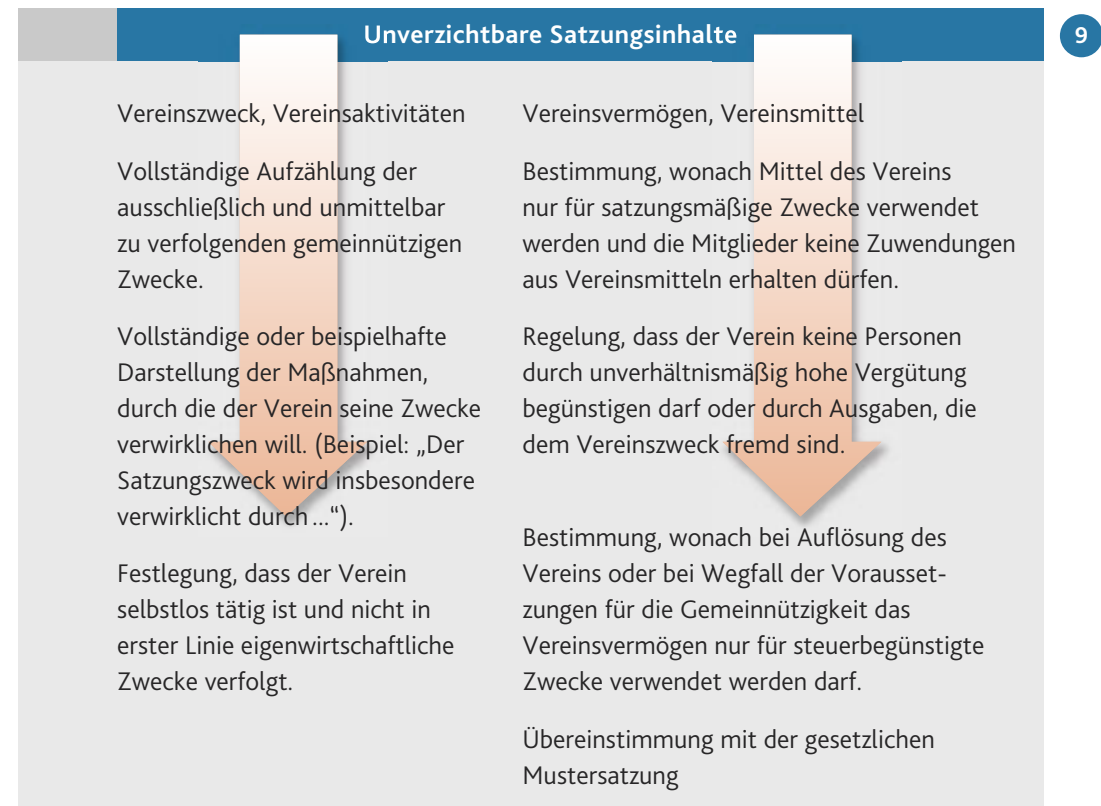 Unverzichtbare Satzungsinhalte
9
Vereinszweck, Vereinsaktivitäten
Vollständige Aufzählung der
ausschließlich und unmittelbar
zu verfolgenden gemeinnützigen
Zwecke.
Vollständige oder beispielhafte
Darstellung der Maßnahmen,
durch die der Verein seine Zwecke
verwirklichen will. (Beispiel: „Der
Satzungszweck wird insbesondere
verwirklicht durch ...“).
Festlegung, dass der Verein
selbstlos tätig ist und nicht in
erster Linie eigenwirtschaftliche
Zwecke verfolgt.
Vereinsvermögen, Vereinsmittel
Bestimmung, wonach Mittel des Vereins
nur für satzungsmäßige Zwecke verwendet
werden und die Mitglieder keine Zuwendungen
aus Vereinsmitteln erhalten dürfen.
Regelung, dass der Verein keine Personen
durch unverhältnismäßig hohe Vergütung
begünstigen darf oder durch Ausgaben, die
dem Vereinszweck fremd sind.
Bestimmung, wonach bei Auflösung des
Vereins oder bei Wegfall der Vorausset-
zungen für die Gemeinnützigkeit das
Vereinsvermögen nur für steuerbegünstigte
Zwecke verwendet werden darf.
Übereinstimmung mit der gesetzlichen
Mustersatzung